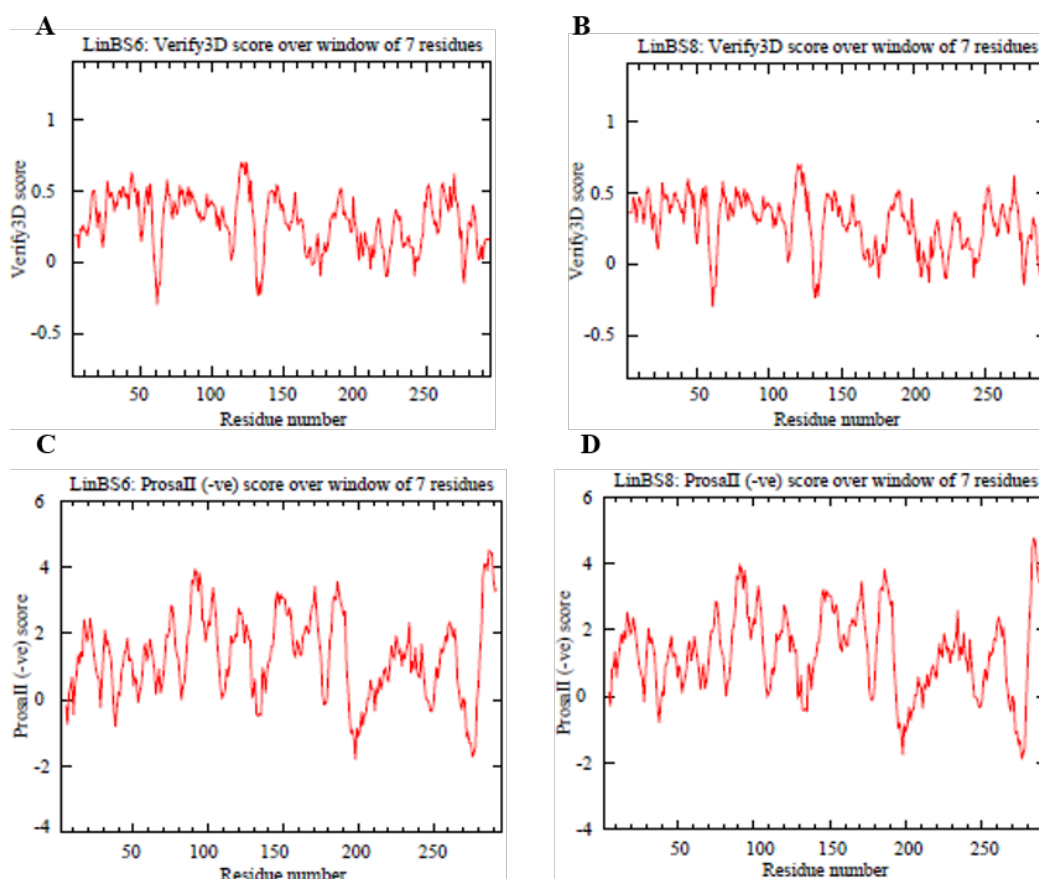 A
LinBS6: Verify3D score over window of 7 residues
Verify3D score
1
0.5
0
-0.5
50 100 150 200 250
Residue number
B
LinBS8: Verify3D score over window of 7 residues
Verify3D score
1
0.5
0
-0.5
50 100 150 200 250
Residue number
C
LinBS6: ProsaII (-ve) score over window of 7 residues
ProsaII (-ve) score
6
4
2
0
-2
-4
50 100 150 200 250
Residue number
D
LinBS8: ProsaII (-ve) score over window of 7 residues
ProsaII (-ve) score
6
4
2
0
-2
-4
50 100 150 200 250
Residue number